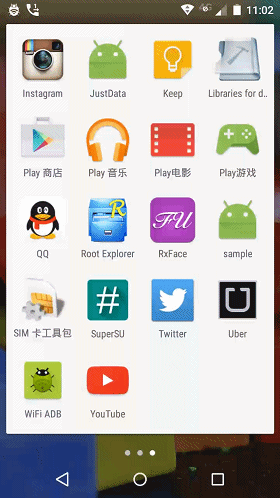 4G 11:02
Instagram JustData Keep Libraries for d..
Play 商店 Play 音乐 Play电影 Play游戏
R
FU
QQ Root Explorer RxFace sample
#
U
SIM 卡工具包 SuperSU Twitter Uber
WiFi ADB YouTube